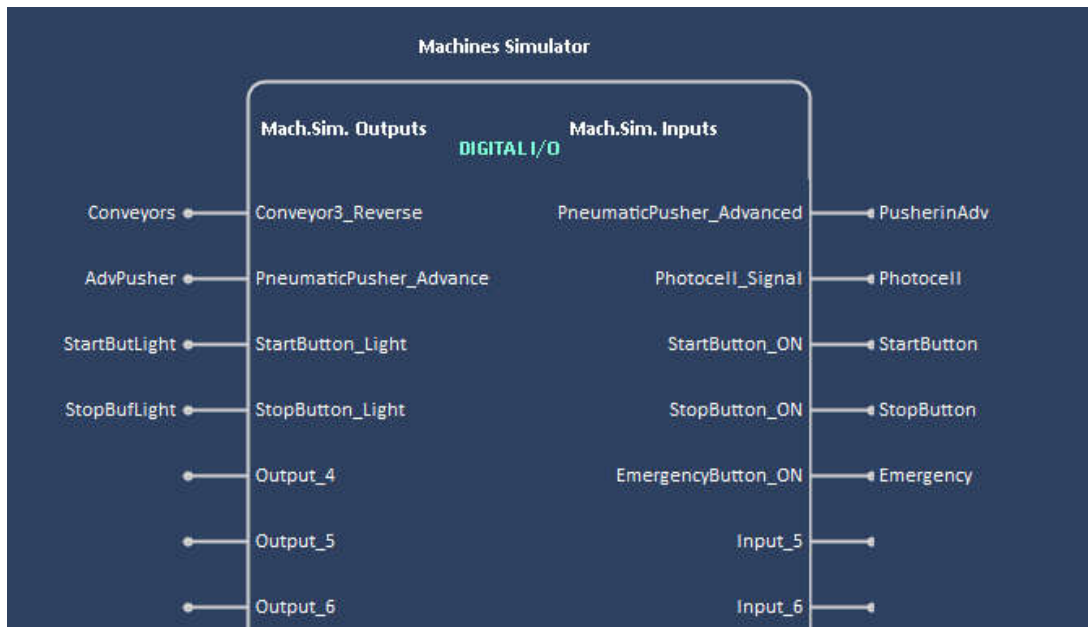 Machines Simulator
Mach.Sim. Outputs Mach.Sim. Inputs
DIGITAL I/O
Conveyors Conveyor3_Reverse PneumaticPusher_Advanced PusherinAdv
AdvPusher PneumaticPusher_Advance Photocell_Signal Photocell
StartButLight StartButton_Light StartButton_ON StartButton
StopBufLight StopButton_Light StopButton_ON StopButton
Output_4 EmergencyButton_ON Emergency
Output_5 Input_5
Output_6 Input_6